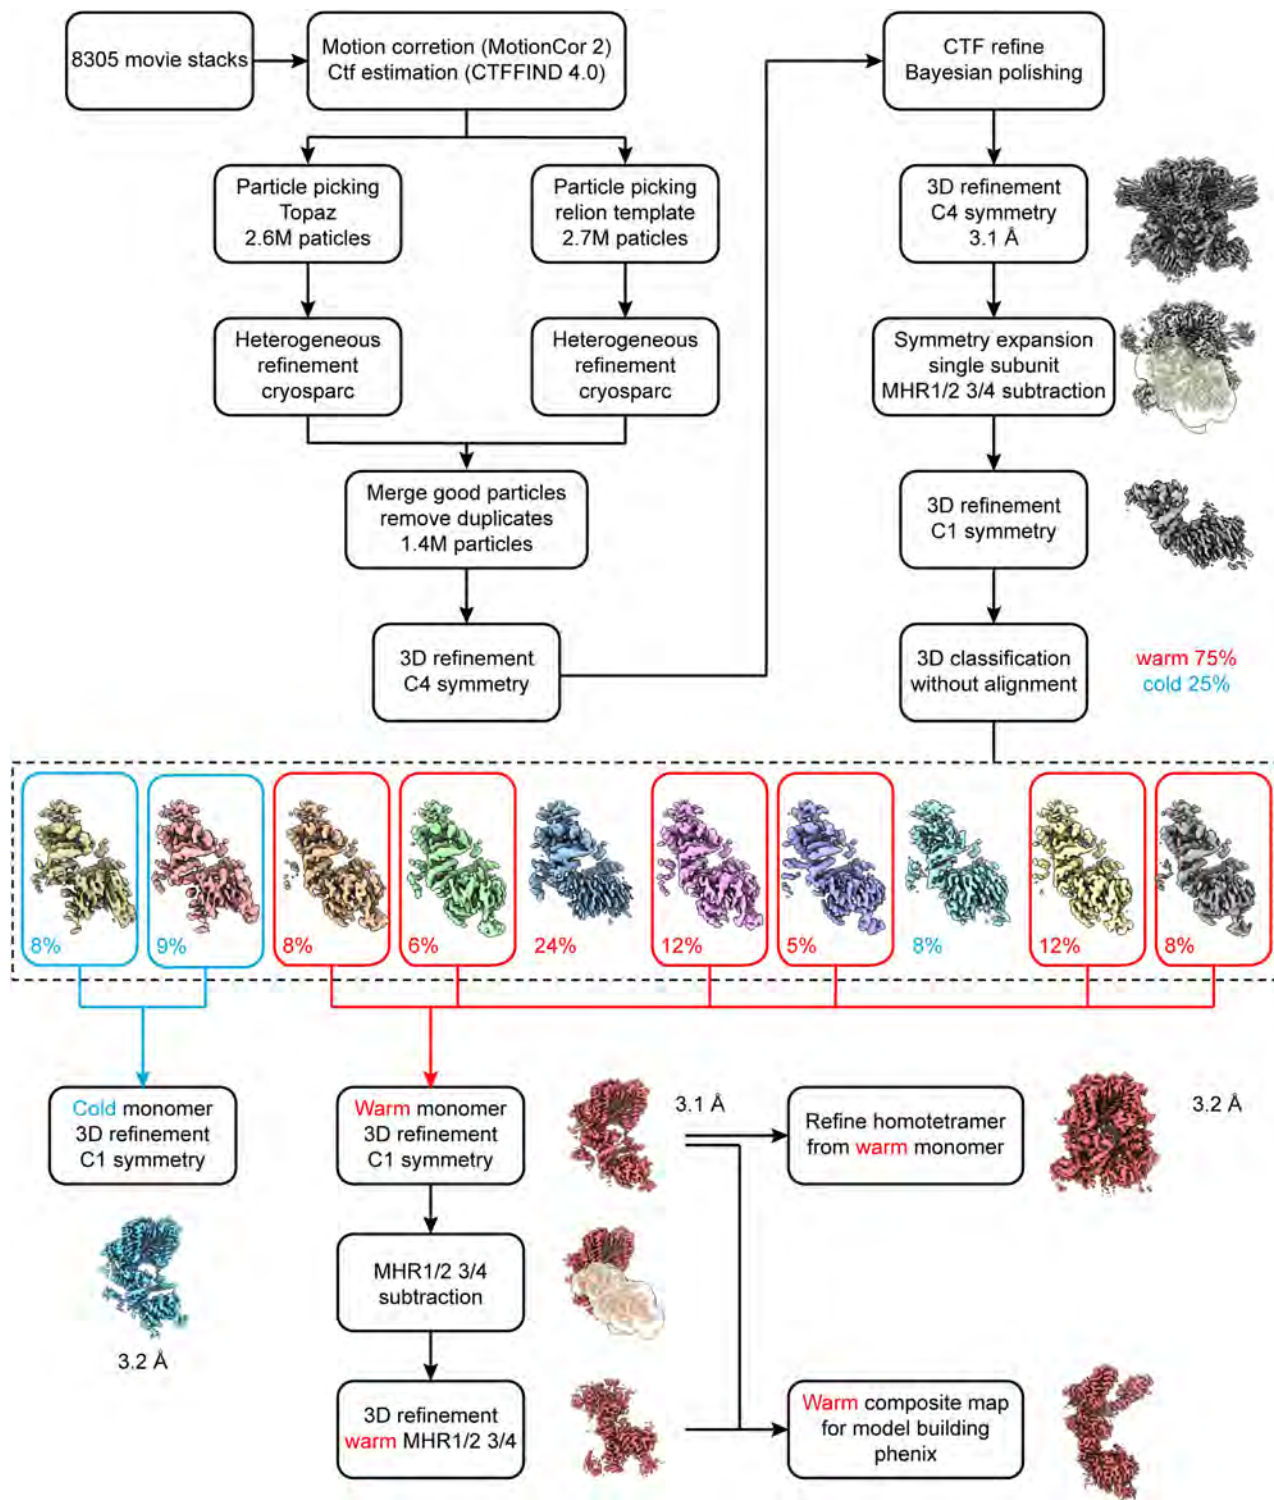 8305 movie stacks
Motion corretion (MotionCor 2)
Ctf estimation (CTFFIND 4.0)
Particle picking
Topaz
2.6M paticles
Particle picking
relion template
2.7M paticles
Heterogeneous
refinement
cryosparc
Heterogeneous
refinement
cryosparc
Merge good particles
remove duplicates
1.4M particles
3D refinement
C4 symmetry
CTF refine
Bayesian polishing
3D refinement
C4 symmetry
3.1 Å
Symmetry expansion
single subunit
MHR1/2 3/4 subtraction
3D refinement
C1 symmetry
3D classification
without alignment
warm 75%
cold 25%
8%
9%
8%
6%
24%
12%
5%
8%
12%
8%
Cold monomer
3D refinement
C1 symmetry
3.2 Å
Warm monomer
3D refinement
C1 symmetry
3.1 Å
Refine homotetramer
from warm monomer
3.2 Å
MHR1/2 3/4
subtraction
3D refinement
warm MHR1/2 3/4
Warm composite map
for model building
phenix